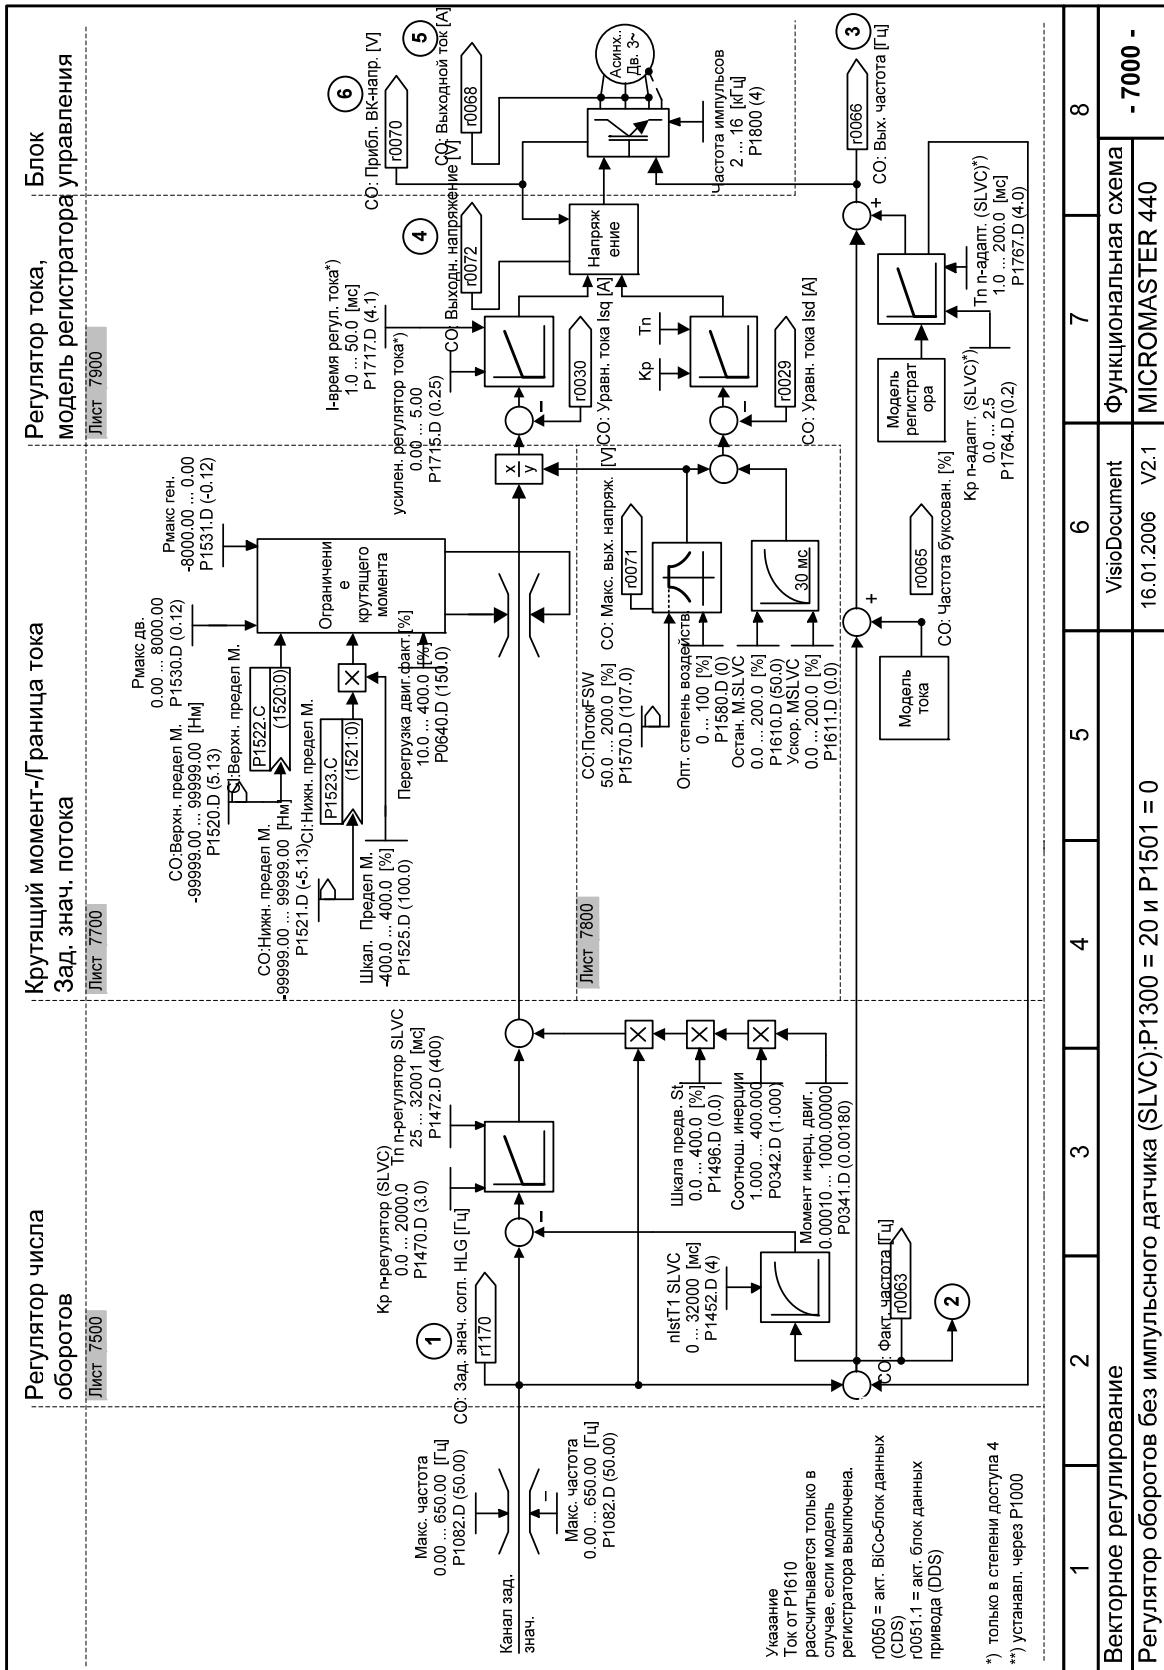 Регулятор числа
оборотов
Лист 7500
Крутящий момент-/Граница тока
Зад. знач. потока
Лист 7700
Регулятор тока,
модель регистратора управления
Лист 7900
Блок
Канал зад.
знач.
Макс. частота
0.00 ... 650.00 [Гц]
P1082.D (50.00)
Макс. частота
0.00 ... 650.00 [Гц]
P1082.D (50.00)
1
CO: Зад. знач. согл. HLG [Гц]
r1170
Kp n-регулятор (SLVC)
0.0 ... 2000.0
P1470.D (3.0)
Tn n-регулятор SLVC
25 ... 32001 [мс]
P1472.D (400)
nIstT1 SLVC
0 ... 32000 [мс]
P1452.D (4)
Шкала предв. St
0.0 ... 400.0 [%]
P1496.D (0.0)
Соотнош. инерции
1.000 ... 400.000
P0342.D (1.000)
Момент инерц. двиг.
0.00010 ... 1000.00000
P0341.D (0.00180)
CO: Факт. частота [Гц]
r0063
2
CO:Верхн. предел М.
-99999.00 ... 99999.00 [Нм]
P1520.D (5.13)
CI:Верхн. предел М.
P1522.C
(1520:0)
CO:Нижн. предел М.
-99999.00 ... 99999.00 [Нм]
P1521.D (-5.13)
CI:Нижн. предел М.
P1523.C
(1521:0)
Шкал. Предел М.
-400.0 ... 400.0 [%]
P1525.D (100.0)
Pмакс дв.
0.00 ... 8000.00
P1530.D (0.12)
Pмакс ген.
-8000.00 ... 0.00
P1531.D (-0.12)
Ограничени
е
крутящего
момента
Перегрузка двиг.факт.[%]
10.0 ... 400.0 [%]
P0640.D (150.0)
x
y
Лист 7800
CO:ПотокFSW
50.0 ... 200.0 [%]
P1570.D (107.0)
CO: Макс. вых. напряж. [V]
r0071
Опт. степень воздейств.
0 ... 100 [%]
P1580.D (0)
Остан. M.SLVC
0.0 ... 200.0 [%]
P1610.D (50.0)
Ускор. MSLVC
0.0 ... 200.0 [%]
P1611.D (0.0)
30 мс
Модель
тока
CO: Частота буксован. [%]
r0065
усилен. регулятор тока*)
0.00 ... 5.00
P1715.D (0.25)
I-время регул. тока*)
1.0 ... 50.0 [мс]
P1717.D (4.1)
CO: Уравн. тока Isq [A]
r0030
Kp
Tn
CO: Уравн. тока Isd [A]
r0029
4
CO: Выходн. напряжение [V]
r0072
Напряж
ение
6
CO: Прибл. ВК-напр. [V]
r0070
5
CO: Выходной ток [A]
r0068
Асинх..
Дв. 3~
Частота импульсов
2 ... 16 [кГц]
P1800 (4)
3
CO: Вых. частота [Гц]
r0066
Модель
регистрат
ора
Kp n-адапт. (SLVC)*)
0.0 ... 2.5
P1764.D (0.2)
Tn n-адапт. (SLVC)*)
1.0 ... 200.0 [мс]
P1767.D (4.0)
Указание
Ток от P1610
рассчитывается только в
случае, если модель
регистратора выключена.
r0050 = акт. BiCo-блок данных
(CDS)
r0051.1 = акт. блок данных
привода (DDS)
*) только в степени доступа 4
**) устанавл. через P1000
1 2 3 4 5 6 7 8
Векторное регулирование
VisioDocument
Функциональная схема
- 7000 -
Регулятор оборотов без импульсного датчика (SLVC):P1300 = 20 и P1501 = 0
16.01.2006 V2.1
MICROMASTER 440